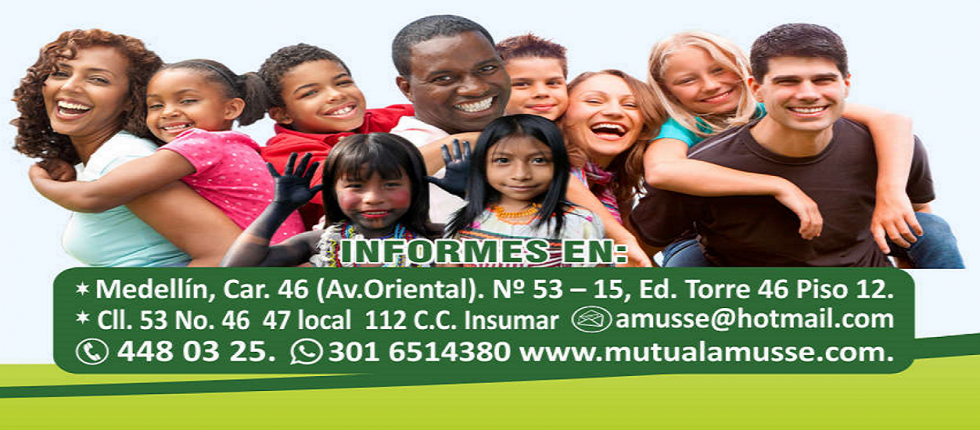 INFORMES EN:
* Medellín, Car. 46 (Av.Oriental). Nº 53 – 15, Ed. Torre 46 Piso 12.
* Cll. 53 No. 46 47 local 112 C.C. Insumar amusse@hotmail.com
448 03 25. 301 6514380 www.mutualamusse.com.